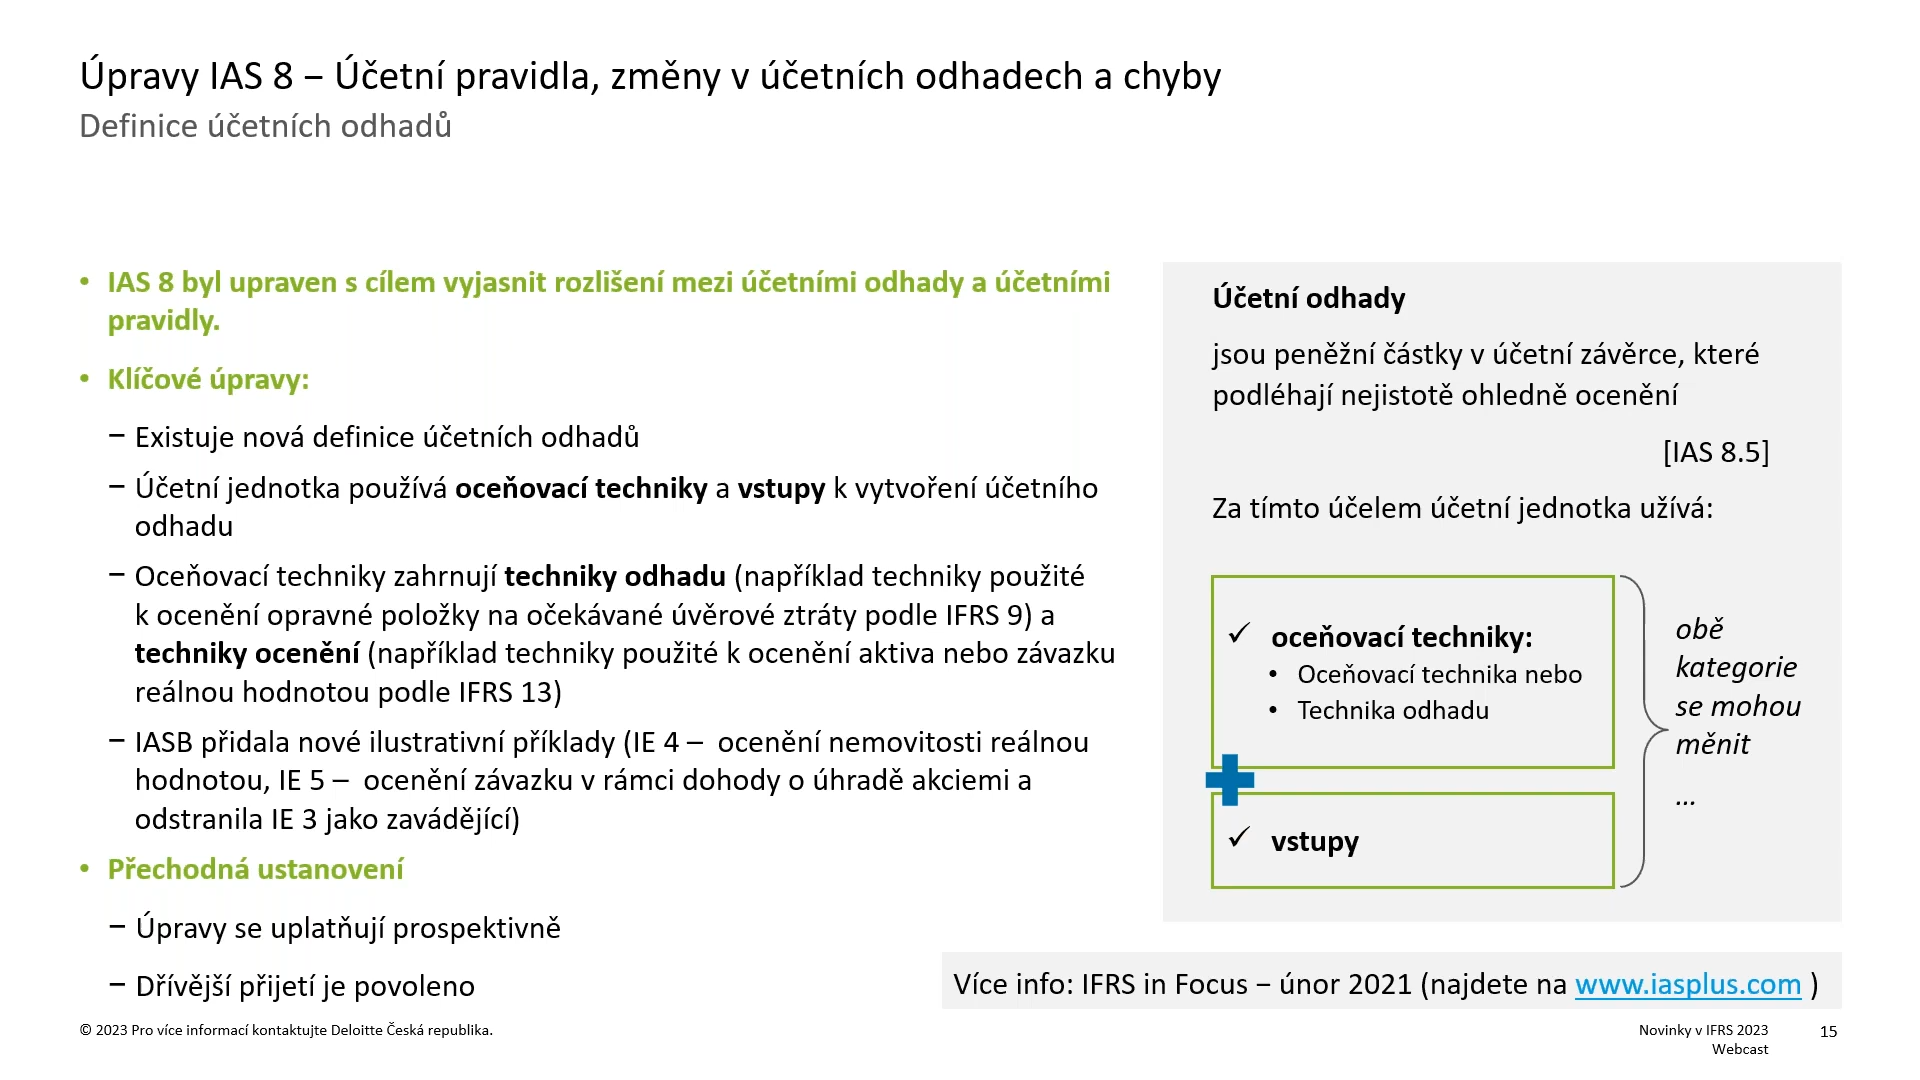 Úpravy IAS 8 – Účetní pravidla, změny v účetních odhadech a chyby
Definice účetních odhadů
• IAS 8 byl upraven s cílem vyjasnit rozlišení mezi účetními odhady a účetními
pravidly.
• Klíčové úpravy:
– Existuje nová definice účetních odhadů
– Účetní jednotka používá oceňovací techniky a vstupy k vytvoření účetního
odhadu
– Oceňovací techniky zahrnují techniky odhadu (například techniky použité
k ocenění opravné položky na očekávané úvěrové ztráty podle IFRS 9) a
techniky ocenění (například techniky použité k ocenění aktiva nebo závazku
reálnou hodnotou podle IFRS 13)
– IASB přidala nové ilustrativní příklady (IE 4 – ocenění nemovitosti reálnou
hodnotou, IE 5 – ocenění závazku v rámci dohody o úhradě akciemi a
odstranila IE 3 jako zavádějící)
• Přechodná ustanovení
– Úpravy se uplatňují prospektivně
– Dřívější přijetí je povoleno
Účetní odhady
jsou peněžní částky v účetní závěrce, které
podléhají nejistotě ohledně ocenění
[IAS 8.5]
Za tímto účelem účetní jednotka užívá:
✓ oceňovací techniky:
• Oceňovací technika nebo
• Technika odhadu
✓ vstupy
obě
kategorie
se mohou
měnit
...
Více info: IFRS in Focus – únor 2021 (najdete na www.iasplus.com )
© 2023 Pro více informací kontaktujte Deloitte Česká republika.
Novinky v IFRS 2023
Webcast
15